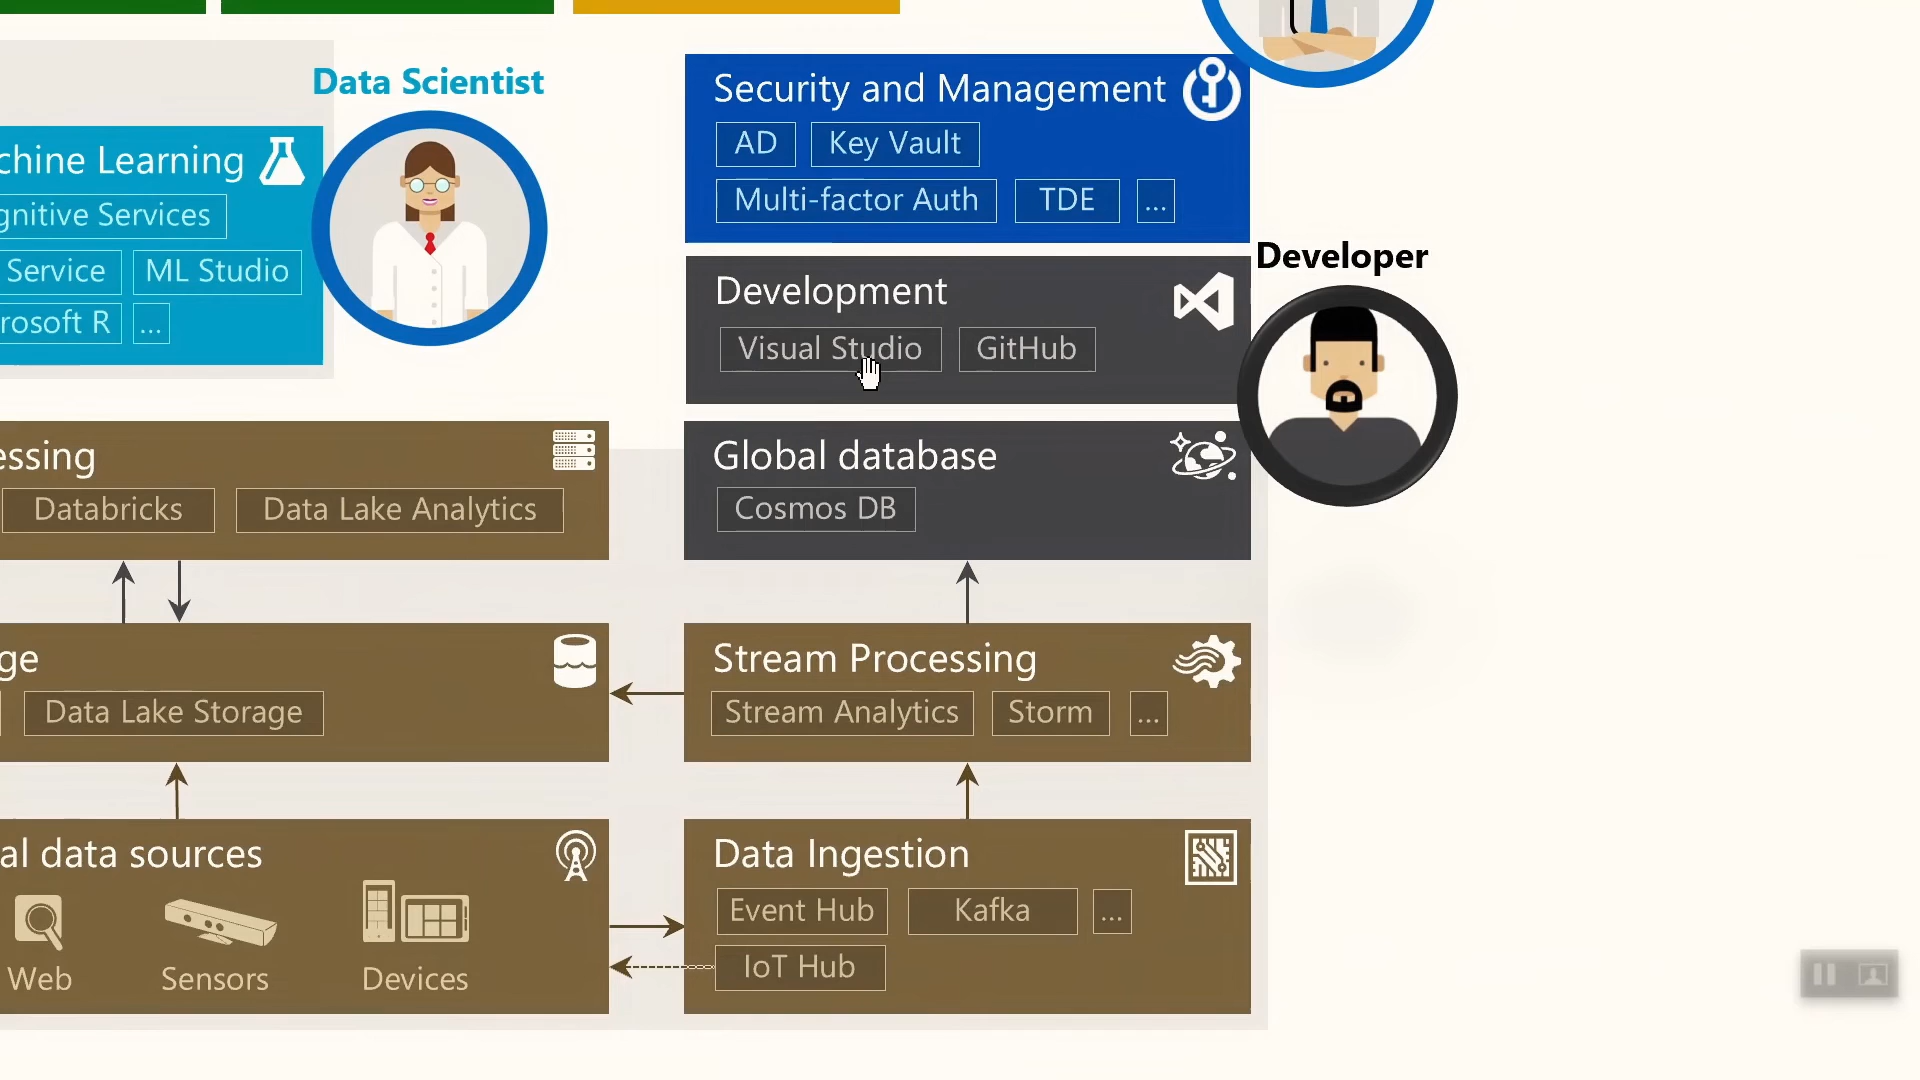 Data Scientist
chine Learning
gnitive Services
Service
ML Studio
rosoft R
...
Security and Management
AD
Key Vault
Multi-factor Auth
TDE
...
Developer
Development
Visual Studio
GitHub
essing
Databricks
Data Lake Analytics
Global database
Cosmos DB
ge
Data Lake Storage
Stream Processing
Stream Analytics
Storm
...
al data sources
Web
Sensors
Devices
Data Ingestion
Event Hub
Kafka
...
IoT Hub